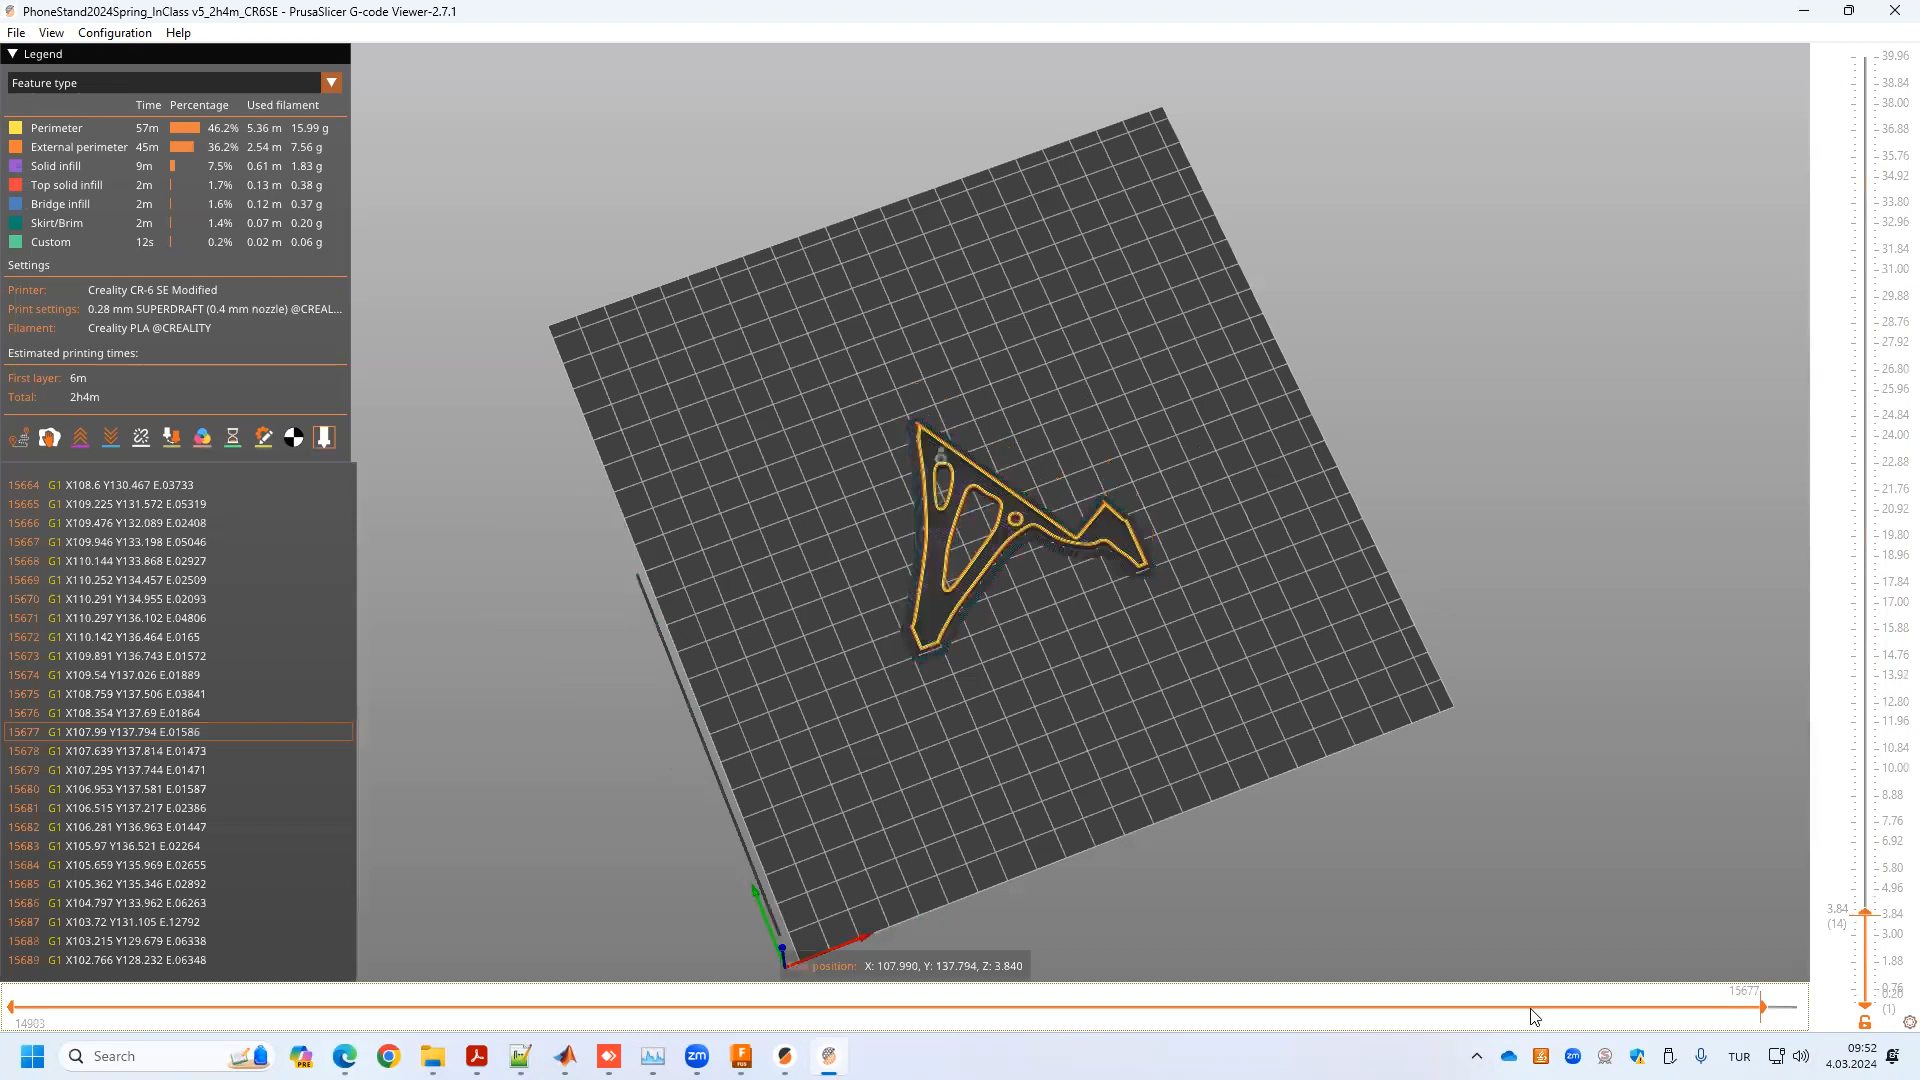 PhoneStand2024Spring_InClass v5_2h4m_CR6SE - PrusaSlicer G-code Viewer-2.7.1
File View Configuration Help
Legend
Feature type
Time Percentage Used filament
Perimeter 57m 46.2% 5.36 m 15.99 g
External perimeter 45m 36.2% 2.54 m 7.56 g
Solid infill 9m 7.5% 0.61 m 1.83 g
Top solid infill 2m 1.7% 0.13 m 0.38 g
Bridge infill 2m 1.6% 0.12 m 0.37 g
Skirt/Brim 2m 1.4% 0.07 m 0.20 g
Custom 12s 0.2% 0.02 m 0.06 g
Settings
Printer: Creality CR-6 SE Modified
Print settings: 0.28 mm SUPERDRAFT (0.4 mm nozzle) @CREAL...
Filament: Creality PLA @CREALITY
Estimated printing times:
First layer: 6m
Total: 2h4m
15664 G1 X108.6 Y130.467 E.03733
15665 G1 X109.225 Y131.572 E.05319
15666 G1 X109.476 Y132.089 E.02408
15667 G1 X109.946 Y133.198 E.05046
15668 G1 X110.144 Y133.868 E.02927
15669 G1 X110.252 Y134.457 E.02509
15670 G1 X110.291 Y134.955 E.02093
15671 G1 X110.297 Y136.102 E.04806
15672 G1 X110.142 Y136.464 E.0165
15673 G1 X109.891 Y136.743 E.01572
15674 G1 X109.54 Y137.026 E.01889
15675 G1 X108.759 Y137.506 E.03841
15676 G1 X108.354 Y137.69 E.01864
15677 G1 X107.99 Y137.794 E.01586
15678 G1 X107.639 Y137.814 E.01473
15679 G1 X107.295 Y137.744 E.01471
15680 G1 X106.953 Y137.581 E.01587
15681 G1 X106.515 Y137.217 E.02386
15682 G1 X106.281 Y136.963 E.01447
15683 G1 X105.97 Y136.521 E.02264
15684 G1 X105.659 Y135.969 E.02655
15685 G1 X105.362 Y135.346 E.02892
15686 G1 X104.797 Y133.962 E.06263
15687 G1 X103.72 Y131.105 E.12792
15688 G1 X103.215 Y129.679 E.06338
15689 G1 X102.766 Y128.232 E.06348
position: X: 107.990, Y: 137.794, Z: 3.840
39.96
38.84
38.00
36.88
35.76
34.92
33.80
32.96
31.84
31.00
29.88
28.76
27.92
26.80
25.96
24.84
24.00
22.88
21.76
20.92
19.80
18.96
17.84
17.00
15.88
14.76
13.92
12.80
11.96
10.84
10.00
8.88
7.76
6.92
5.80
4.96
3.84
3.84
(14)
3.00
1.88
0.76
0.20
(1)
15677
14903
Search
PRE
zm
F
FUS
zm
TUR
09:52
4.03.2024